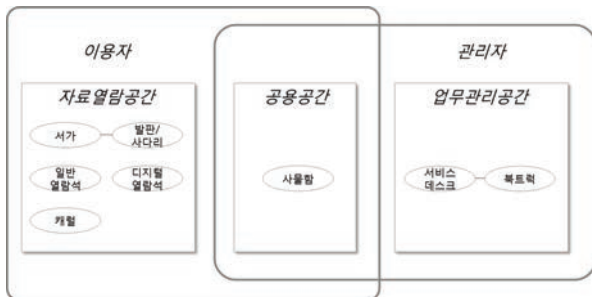 이용자
관리자
자료열람공간
공용공간
업무관리공간
서가
발판/
사다리
일반
열람석
디지털
열람석
캐럴
사물함
서비스
데스크
북트럭